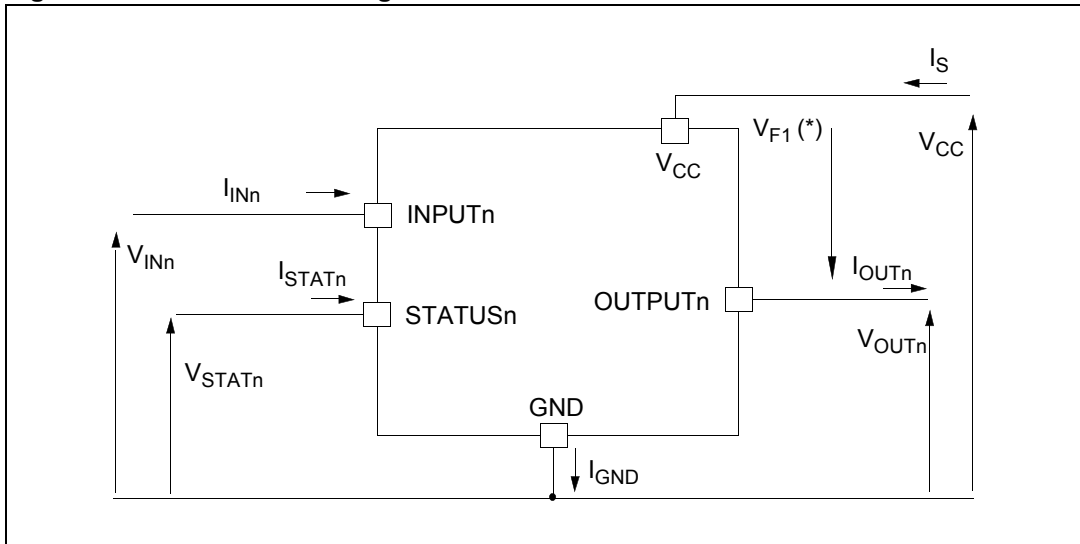 I_S
V_F1 (*)
V_CC
V_CC
I_INn
INPUTn
V_INn
I_STATn
I_OUTn
STATUSn
OUTPUTn
V_STATn
V_OUTn
GND
I_GND